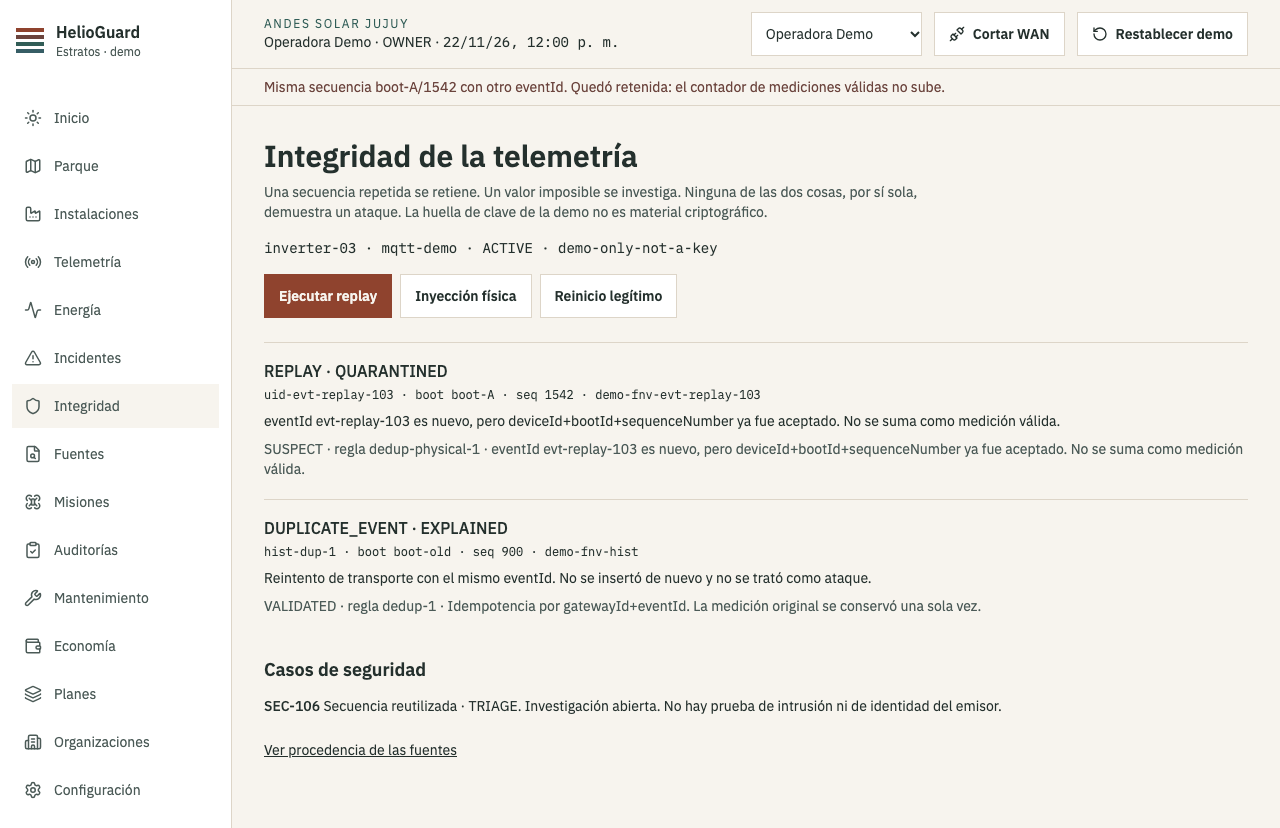 HelioGuard
Estratos · demo
Inicio
Parque
Instalaciones
Telemetría
Energía
Incidentes
Integridad
Fuentes
Misiones
Auditorías
Mantenimiento
Economía
Planes
Organizaciones
Configuración
ANDES SOLAR JUJUY
Operadora Demo · OWNER · 22/11/26, 12:00 p. m.
Operadora Demo
Cortar WAN
Restablecer demo
Misma secuencia boot-A/1542 con otro eventId. Quedó retenida: el contador de mediciones válidas no sube.
Integridad de la telemetría
Una secuencia repetida se retiene. Un valor imposible se investiga. Ninguna de las dos cosas, por sí sola,
demuestra un ataque. La huella de clave de la demo no es material criptográfico.
inverter-03 · mqtt-demo · ACTIVE · demo-only-not-a-key
Ejecutar replay
Inyección física
Reinicio legítimo
REPLAY · QUARANTINED
uid-evt-replay-103 · boot boot-A · seq 1542 · demo-fnv-evt-replay-103
eventId evt-replay-103 es nuevo, pero deviceId+bootId+sequenceNumber ya fue aceptado. No se suma como medición válida.
SUSPECT · regla dedup-physical-1 · eventId evt-replay-103 es nuevo, pero deviceId+bootId+sequenceNumber ya fue aceptado. No se suma como medición
válida.
DUPLICATE_EVENT · EXPLAINED
hist-dup-1 · boot boot-old · seq 900 · demo-fnv-hist
Reintento de transporte con el mismo eventId. No se insertó de nuevo y no se trató como ataque.
VALIDATED · regla dedup-1 · Idempotencia por gatewayId+eventId. La medición original se conservó una sola vez.
Casos de seguridad
SEC-106 Secuencia reutilizada · TRIAGE. Investigación abierta. No hay prueba de intrusión ni de identidad del emisor.
Ver procedencia de las fuentes